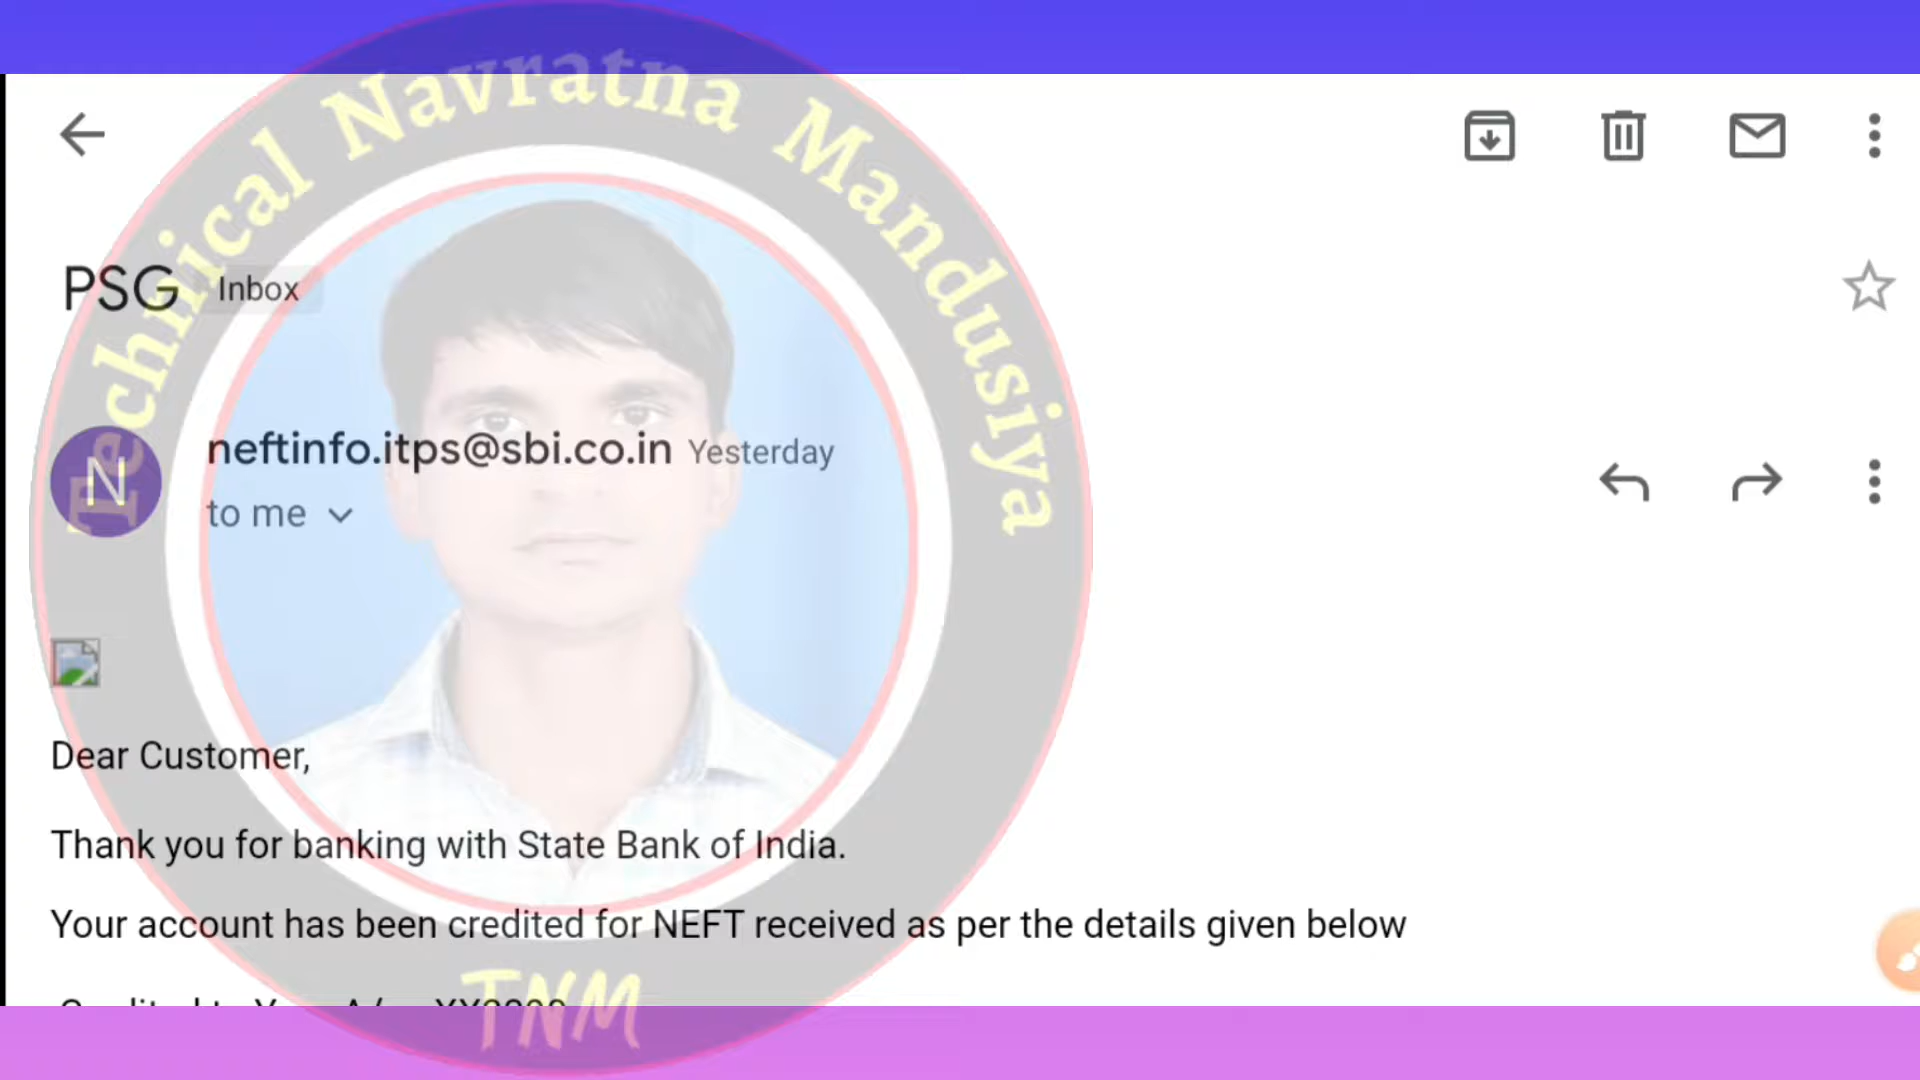 Technical Navratna Mandusiya
PSG Inbox
N
neftinfo.itps@sbi.co.in Yesterday
to me
Dear Customer,
Thank you for banking with State Bank of India.
Your account has been credited for NEFT received as per the details given below
TNM